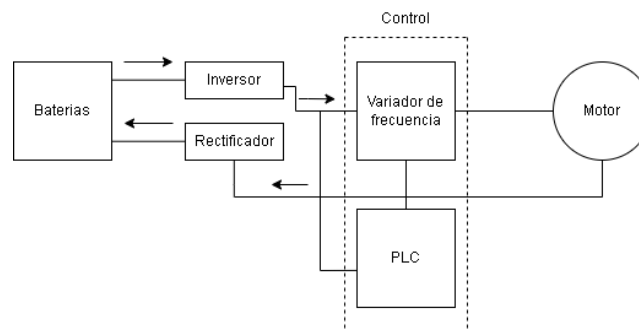 Control
Inversor
Baterias
Variador de
frecuencia
Motor
Rectificador
PLC